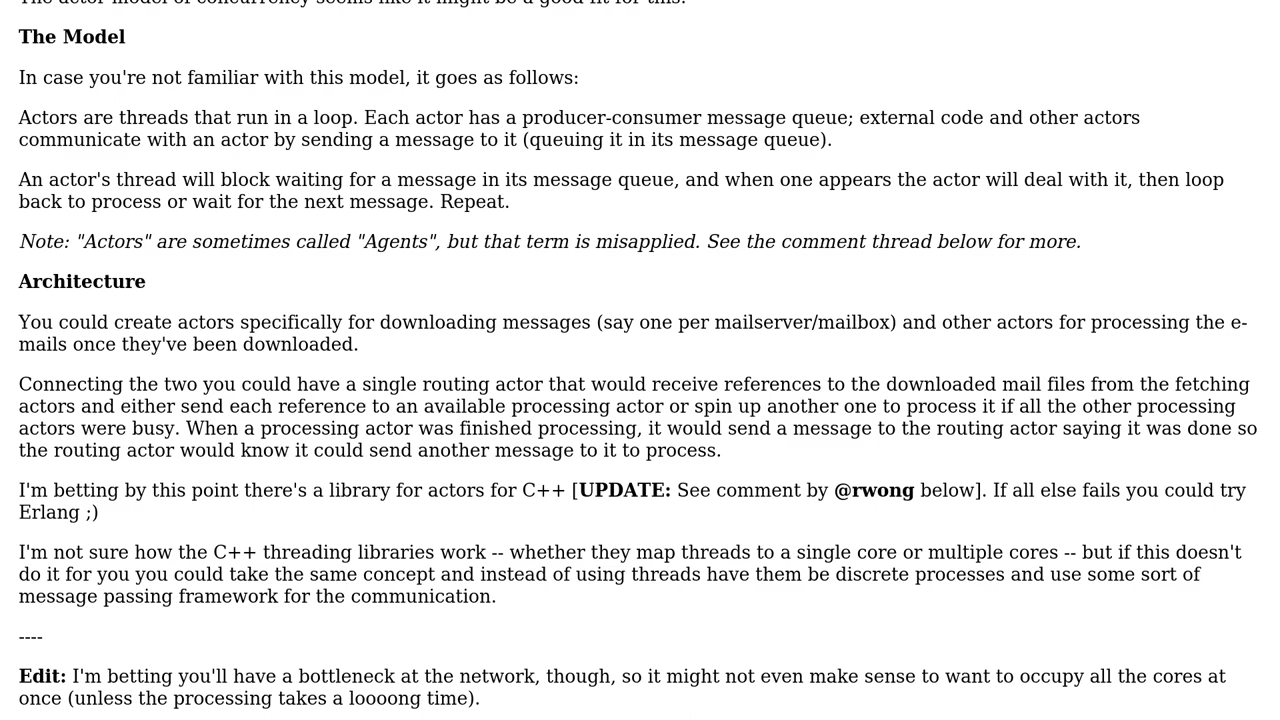 The actor model of concurrency seems like it might be a good fit for this.
The Model
In case you're not familiar with this model, it goes as follows:
Actors are threads that run in a loop. Each actor has a producer-consumer message queue; external code and other actors
communicate with an actor by sending a message to it (queuing it in its message queue).
An actor's thread will block waiting for a message in its message queue, and when one appears the actor will deal with it, then loop
back to process or wait for the next message. Repeat.
Note: "Actors" are sometimes called "Agents", but that term is misapplied. See the comment thread below for more.
Architecture
You could create actors specifically for downloading messages (say one per mailserver/mailbox) and other actors for processing the e-
mails once they've been downloaded.
Connecting the two you could have a single routing actor that would receive references to the downloaded mail files from the fetching
actors and either send each reference to an available processing actor or spin up another one to process it if all the other processing
actors were busy. When a processing actor was finished processing, it would send a message to the routing actor saying it was done so
the routing actor would know it could send another message to it to process.
I'm betting by this point there's a library for actors for C++ [UPDATE: See comment by @rwong below]. If all else fails you could try
Erlang ;)
I'm not sure how the C++ threading libraries work -- whether they map threads to a single core or multiple cores -- but if this doesn't
do it for you you could take the same concept and instead of using threads have them be discrete processes and use some sort of
message passing framework for the communication.
----
Edit: I'm betting you'll have a bottleneck at the network, though, so it might not even make sense to want to occupy all the cores at
once (unless the processing takes a loooong time).